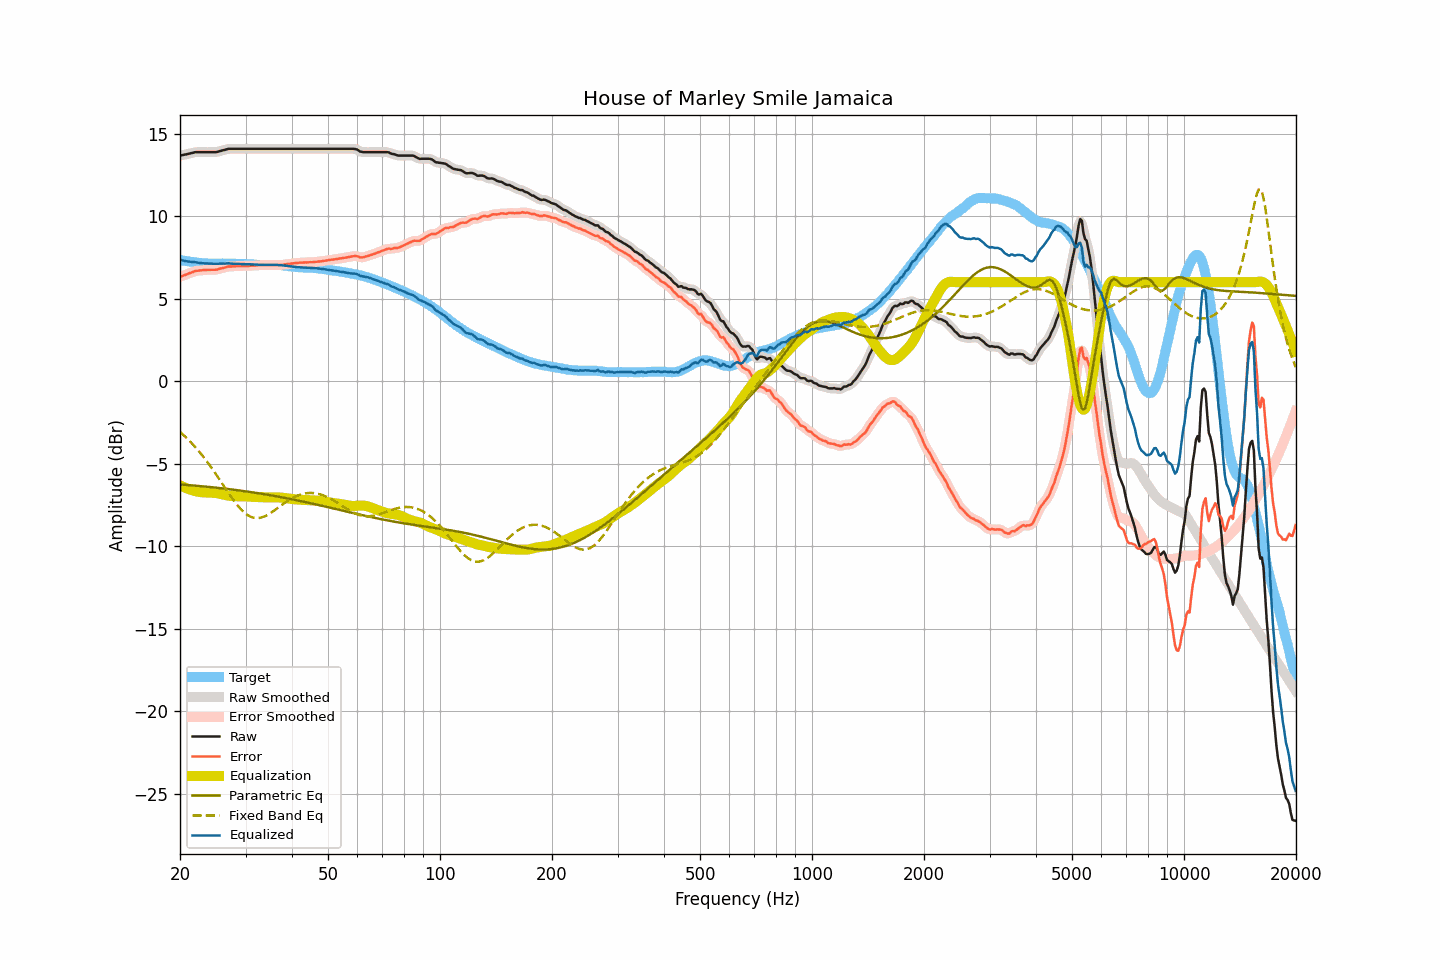 House of Marley Smile Jamaica
15
10
5
0
−5
−10
−15
−20
−25
Amplitude (dBr)
Target
Raw Smoothed
Error Smoothed
Raw
Error
Equalization
Parametric Eq
Fixed Band Eq
Equalized
20 50 100 200 500 1000 2000 5000 10000 20000
Frequency (Hz)